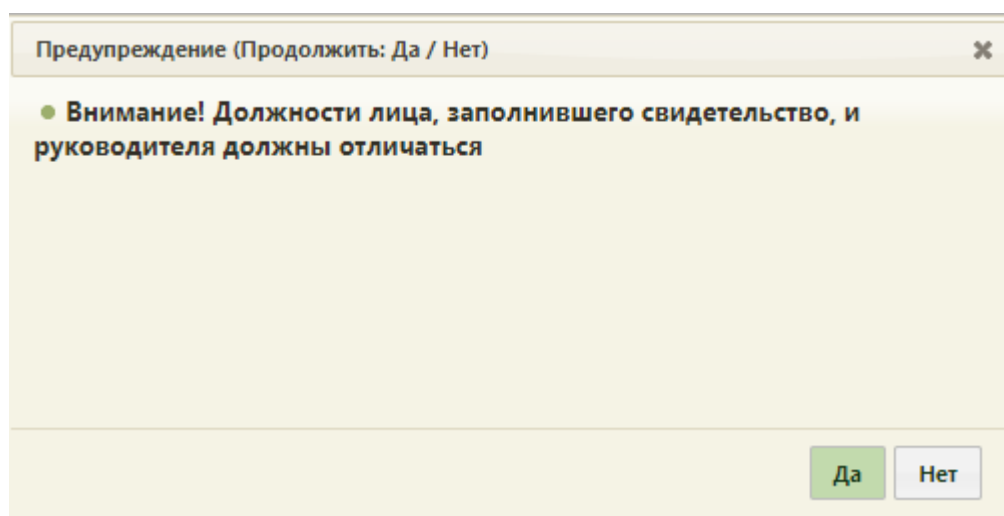 Предупреждение (Продолжить: Да / Нет)
Внимание! Должности лица, заполнившего свидетельство, и
руководителя должны отличаться
Да Нет